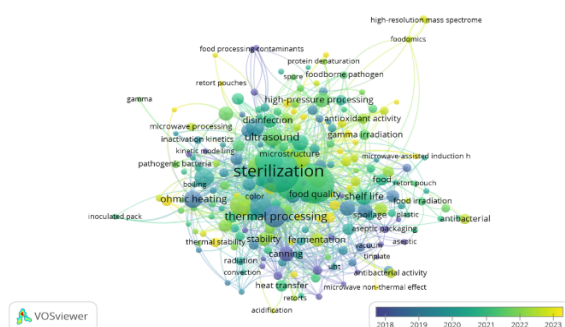 high-resolution mass spectrome
foodomics
food processing contaminants
protein denaturation
spore
foodborne pathogen
retort pouches
gamma
high-pressure processing
microwave processing
disinfection
antioxidant activity
inactivation kinetics
ultrasound
gamma irradiation
kinetic modelling
microstructure
microwave-assisted induction h
pathogenic bacteria
sterilization
boiling
food
retort pouch
color
food quality
shelf life
ohmic heating
food irradiation
inoculated pack
thermal processing
spoilage
plastic
antibacterial
aseptic packaging
thermal stability
stability
fermentation
vacuum
aseptic
canning
tinplate
radiation
uht
convection
antibacterial activity
heat transfer
microwave non-thermal effect
retorts
acidification
VOSviewer
2018 2019 2020 2021 2022 2023